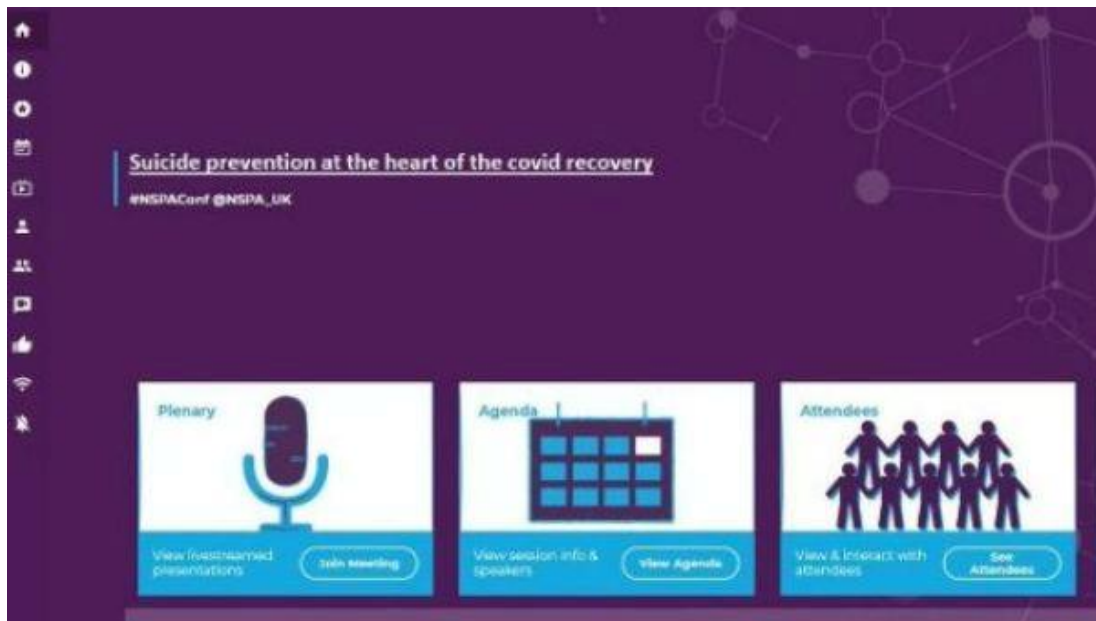 Suicide prevention at the heart of the covid recovery
#NSPAConf @NSPA_UK
Plenary
View livestreamed
presentations
Join Meeting
Agenda
View session info &
speakers
View Agenda
Attendees
View & interact with
attendees
See
Attendees